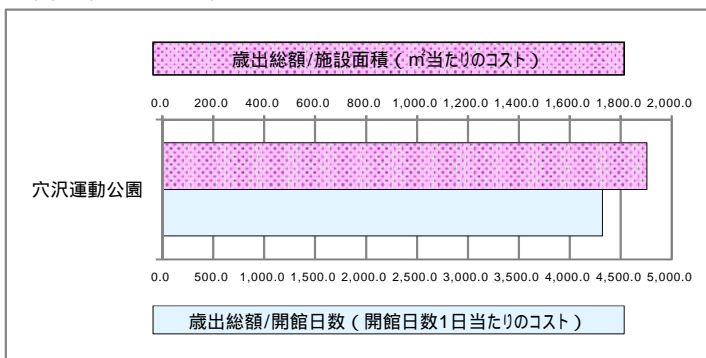 歳出総額/施設面積（㎡当たりのコスト）
0.0 200.0 400.0 600.0 800.0 1,000.0 1,200.0 1,400.0 1,600.0 1,800.0 2,000.0
穴沢運動公園
0.0 500.0 1,000.0 1,500.0 2,000.0 2,500.0 3,000.0 3,500.0 4,000.0 4,500.0 5,000.0
歳出総額/開館日数（開館日数1日当たりのコスト）